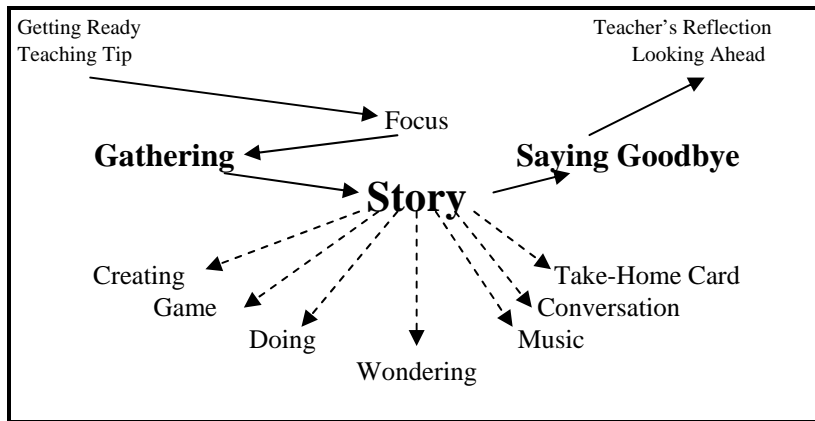 Getting Ready
Teaching Tip
Teacher’s Reflection
Looking Ahead
Focus
Gathering
Saying Goodbye
Story
Creating
Take-Home Card
Game
Conversation
Doing
Music
Wondering